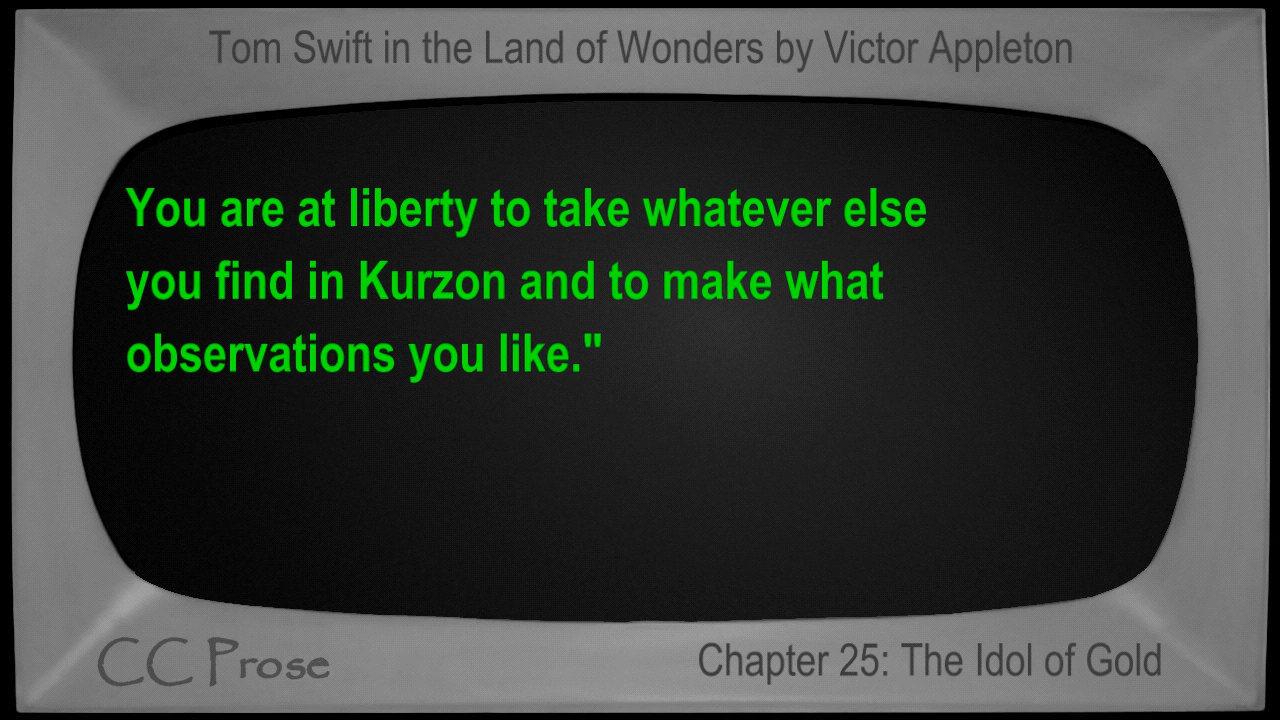 Tom Swift in the Land of Wonders by Victor Appleton
You are at liberty to take whatever else
you find in Kurzon and to make what
observations you like."
CC Prose
Chapter 25: The Idol of Gold